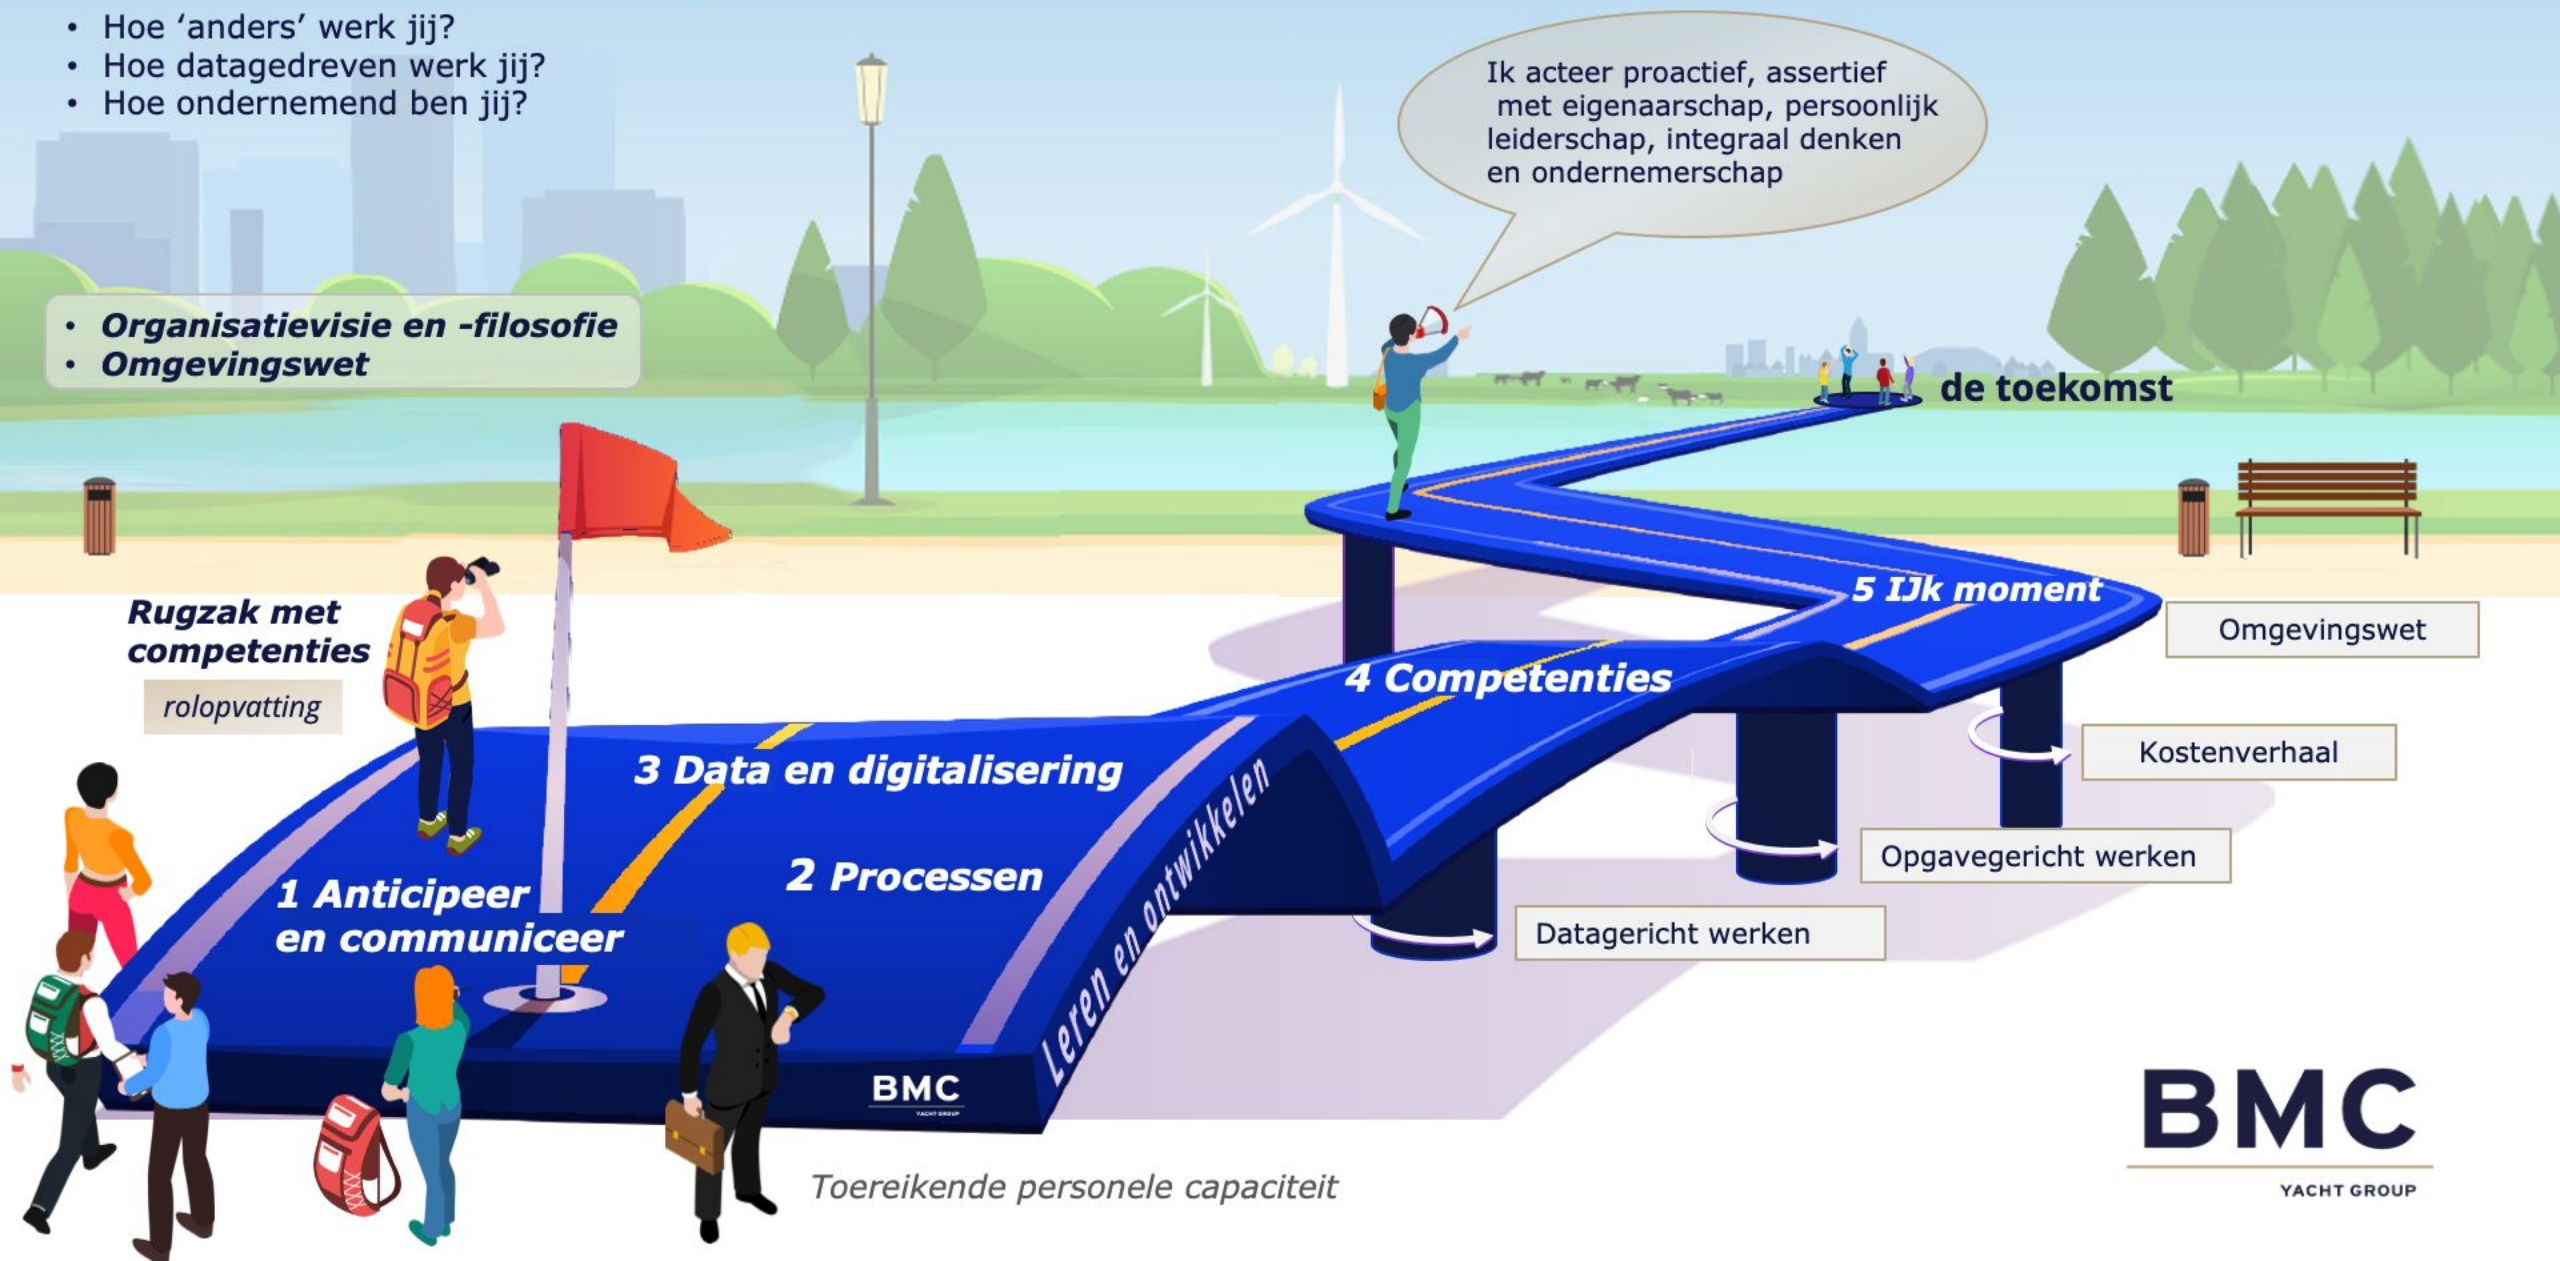 • Hoe ‘anders’ werk jij?
• Hoe datagedreven werk jij?
• Hoe ondernemend ben jij?
Ik acteer proactief, assertief
met eigenaarschap, persoonlijk
leiderschap, integraal denken
en ondernemerschap
• Organisatievisie en -filosofie
• Omgevingswet
de toekomst
Rugzak met
competenties
rolopvatting
5 IJk moment
Omgevingswet
4 Competenties
Kostenverhaal
3 Data en digitalisering
2 Processen
Opgavegericht werken
1 Anticipeer
en communiceer
Datagericht werken
Leren en ontwikkelen
BMC
YACHT GROUP
Toereikende personele capaciteit
BMC
YACHT GROUP